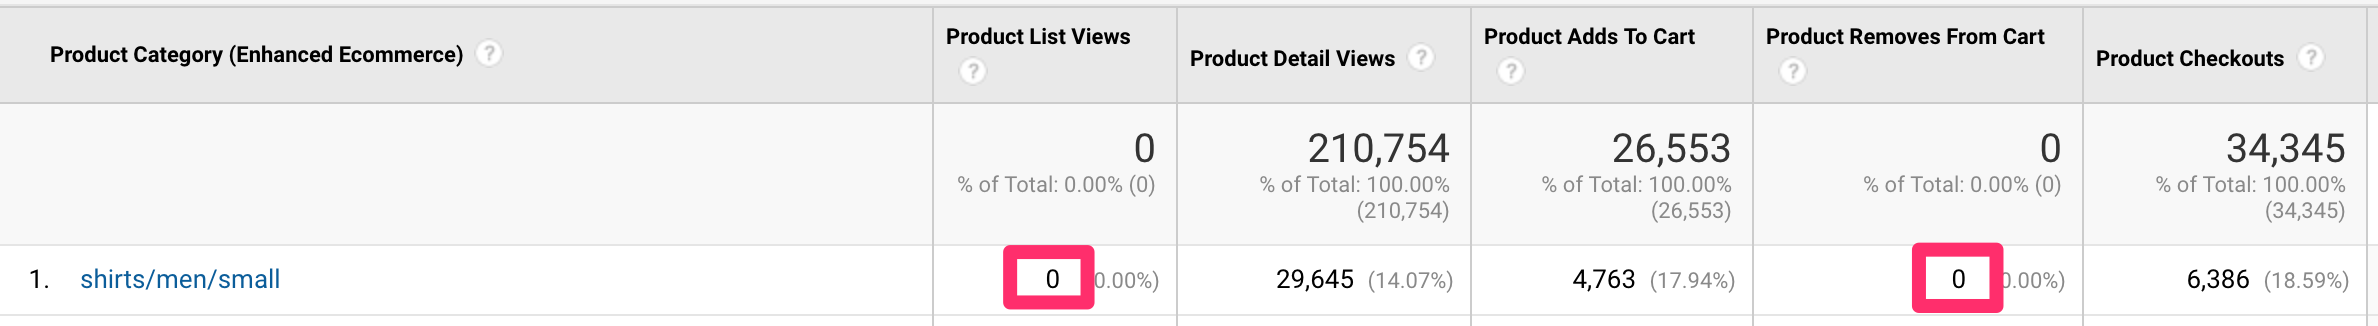 Product Category (Enhanced Ecommerce) ?
Product List Views ?
Product Detail Views ?
Product Adds To Cart ?
Product Removes From Cart ?
Product Checkouts ?
0
% of Total: 0.00% (0)
210,754
% of Total: 100.00%
(210,754)
26,553
% of Total: 100.00%
(26,553)
0
% of Total: 0.00% (0)
34,345
% of Total: 100.00%
(34,345)
1. shirts/men/small 0 0.00%) 29,645 (14.07%) 4,763 (17.94%) 0 0.00%) 6,386 (18.59%)